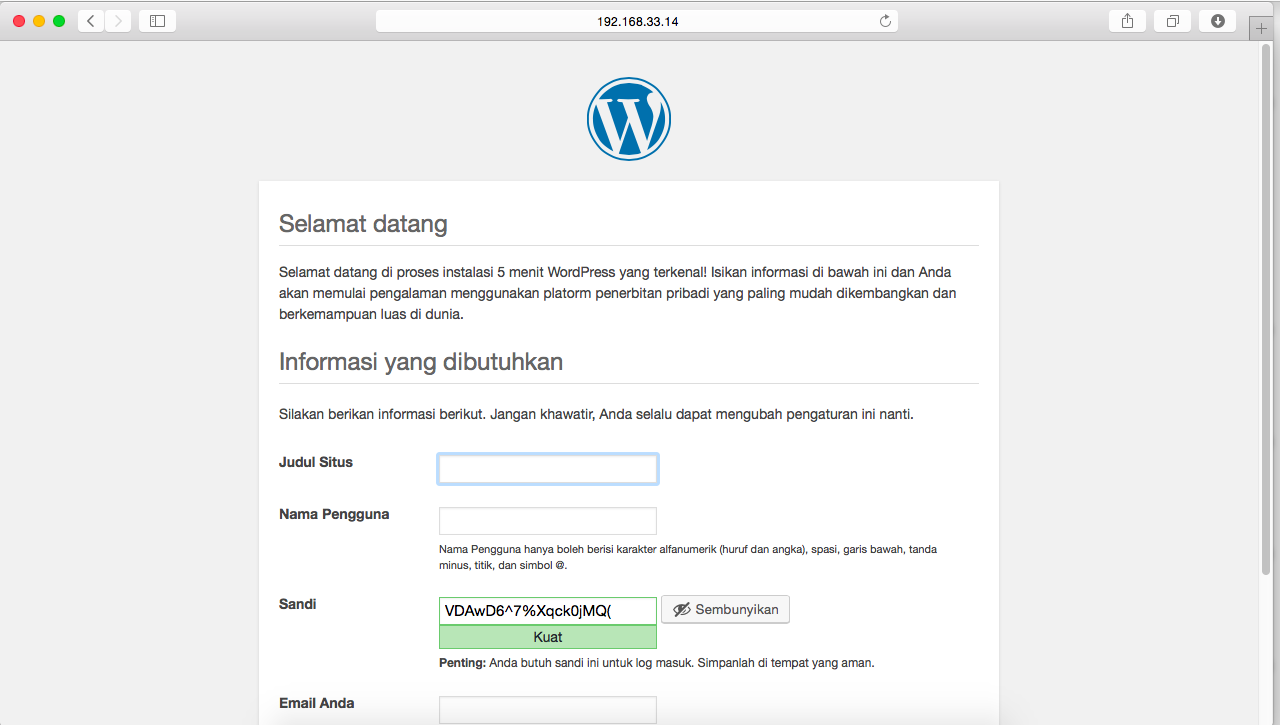 192.168.33.14
Selamat datang
Selamat datang di proses instalasi 5 menit WordPress yang terkenal! Isikan informasi di bawah ini dan Anda
akan memulai pengalaman menggunakan platorm penerbitan pribadi yang paling mudah dikembangkan dan
berkemampuan luas di dunia.
Informasi yang dibutuhkan
Silakan berikan informasi berikut. Jangan khawatir, Anda selalu dapat mengubah pengaturan ini nanti.
Judul Situs
Nama Pengguna
Nama Pengguna hanya boleh berisi karakter alfanumerik (huruf dan angka), spasi, garis bawah, tanda
minus, titik, dan simbol @.
Sandi
VDAwD6^7%Xqck0jMQ(
Sembunyikan
Kuat
Penting: Anda butuh sandi ini untuk log masuk. Simpanlah di tempat yang aman.
Email Anda